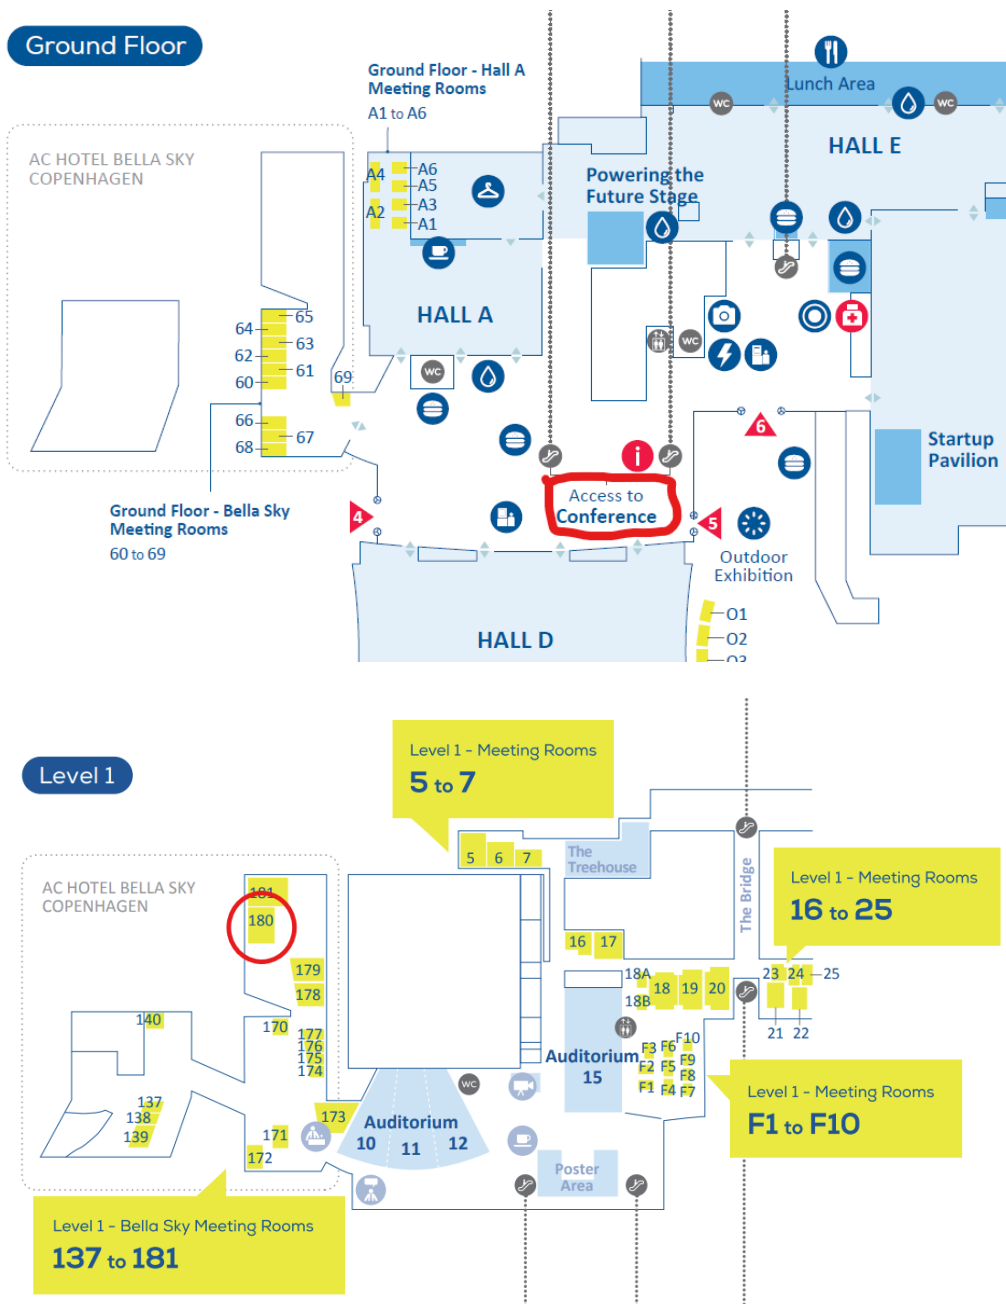 Ground Floor
Ground Floor - Hall A
Meeting Rooms
A1 to A6
Lunch Area
WC
WC
HALL E
AC HOTEL BELLA SKY
COPENHAGEN
A4
A6
A5
A2
A3
A1
Powering the
Future Stage
HALL A
65
64
63
62
61
60
69
66
67
68
WC
WC
6
Startup
Pavilion
Ground Floor - Bella Sky
Meeting Rooms
60 to 69
4
i
Access to
Conference
5
Outdoor
Exhibition
HALL D
O1
O2
O3
Level 1
Level 1 - Meeting Rooms
5 to 7
5
6
7
The
Treehouse
The Bridge
Level 1 - Meeting Rooms
16 to 25
AC HOTEL BELLA SKY
COPENHAGEN
181
180
179
178
16
17
18A
18
18B
19
20
23
24
25
21
22
140
170
177
176
175
174
Auditorium
15
F3
F6
F10
F2
F5
F9
F8
F1
F4
F7
WC
137
138
139
173
171
172
Auditorium
10
11
12
Level 1 - Meeting Rooms
F1 to F10
Poster
Area
Level 1 - Bella Sky Meeting Rooms
137 to 181